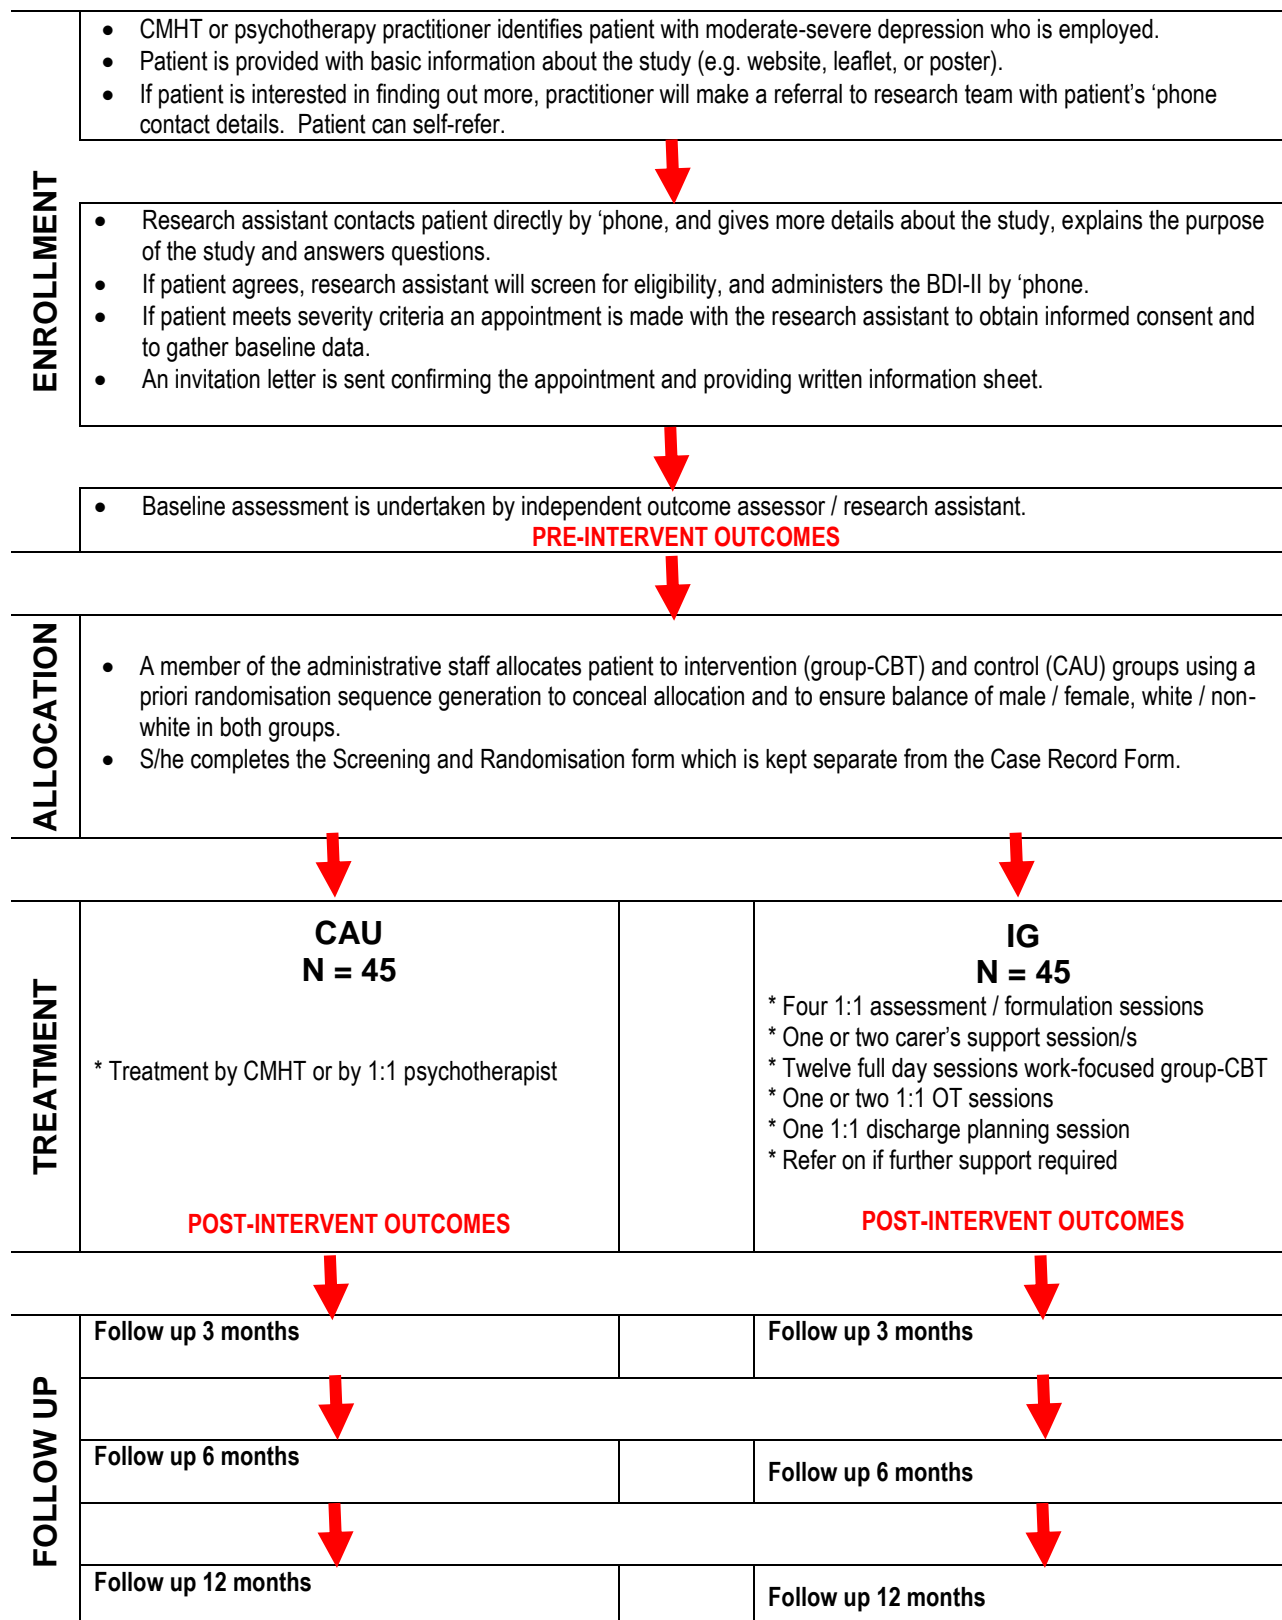 ENROLLMENT
• CMHT or psychotherapy practitioner identifies patient with moderate-severe depression who is employed.
• Patient is provided with basic information about the study (e.g. website, leaflet, or poster).
• If patient is interested in finding out more, practitioner will make a referral to research team with patient's 'phone
contact details.  Patient can self-refer.
• Research assistant contacts patient directly by 'phone, and gives more details about the study, explains the purpose
of the study and answers questions.
• If patient agrees, research assistant will screen for eligibility, and administers the BDI-II by 'phone.
• If patient meets severity criteria an appointment is made with the research assistant to obtain informed consent and
to gather baseline data.
• An invitation letter is sent confirming the appointment and providing written information sheet.
• Baseline assessment is undertaken by independent outcome assessor / research assistant.
PRE-INTERVENT OUTCOMES
ALLOCATION
• A member of the administrative staff allocates patient to intervention (group-CBT) and control (CAU) groups using a
priori randomisation sequence generation to conceal allocation and to ensure balance of male / female, white / non-
white in both groups.
• S/he completes the Screening and Randomisation form which is kept separate from the Case Record Form.
TREATMENT
CAU
N = 45
* Treatment by CMHT or by 1:1 psychotherapist
POST-INTERVENT OUTCOMES
IG
N = 45
* Four 1:1 assessment / formulation sessions
* One or two carer's support session/s
* Twelve full day sessions work-focused group-CBT
* One or two 1:1 OT sessions
* One 1:1 discharge planning session
* Refer on if further support required
POST-INTERVENT OUTCOMES
FOLLOW UP
Follow up 3 months
Follow up 3 months
Follow up 6 months
Follow up 6 months
Follow up 12 months
Follow up 12 months